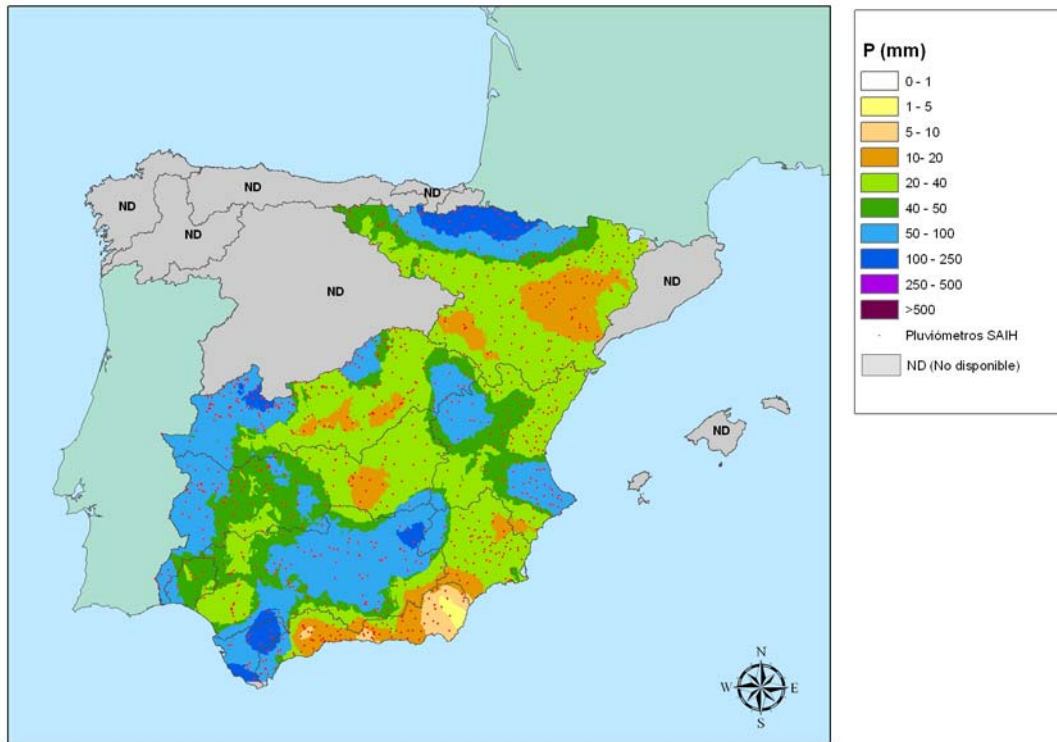 ND
ND
ND
ND
ND
ND
ND
N
W
E
S
P (mm)
0 - 1
1 - 5
5 - 10
10- 20
20 - 40
40 - 50
50 - 100
100 - 250
250 - 500
>500
Pluviómetros SAIH
ND (No disponible)